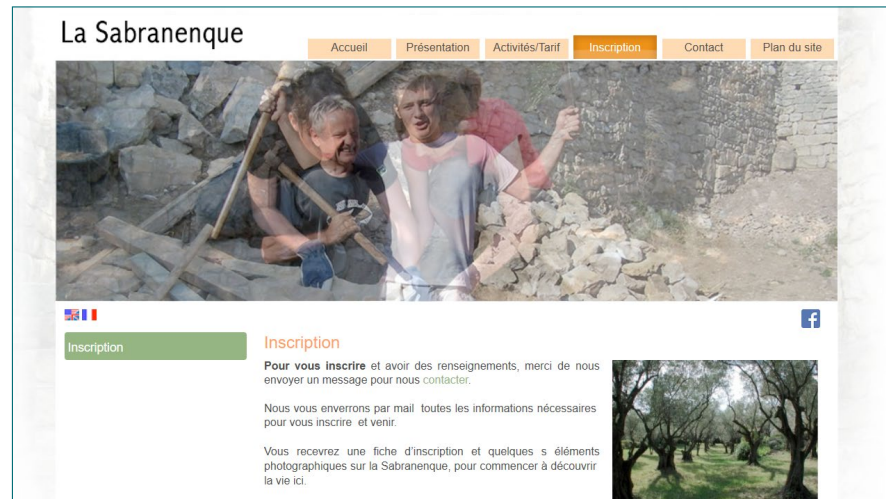 La Sabranenque
Accueil Présentation Activités/Tarif Inscription Contact Plan du site
Inscription
Inscription
Pour vous inscrire et avoir des renseignements, merci de nous
envoyer un message pour nous contacter.
Nous vous enverrons par mail toutes les informations nécessaires
pour vous inscrire et venir.
Vous recevrez une fiche d'inscription et quelques s éléments
photographiques sur la Sabranenque, pour commencer à découvrir
la vie ici.